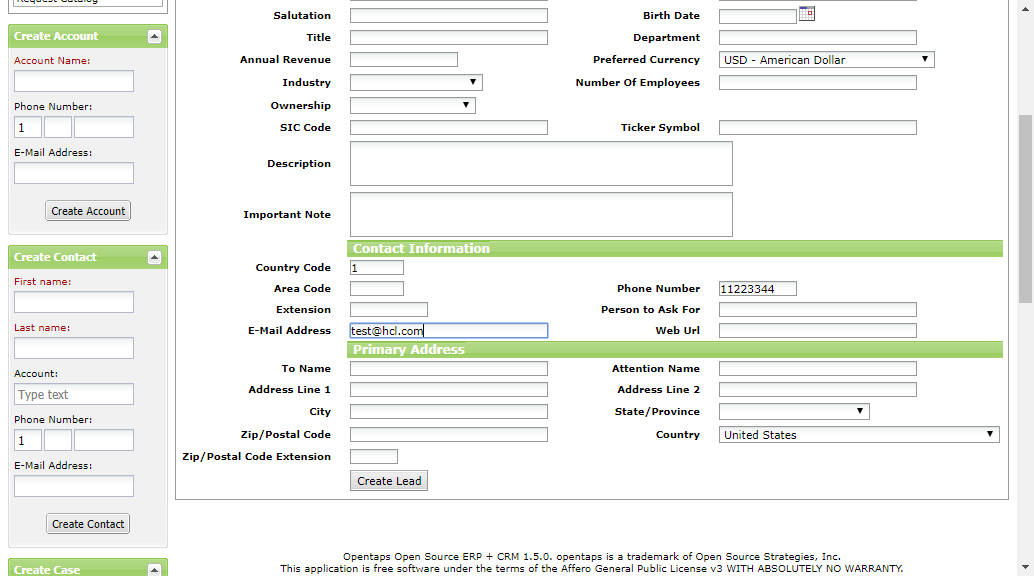 Request Catalog
Create Account
Account Name:
Phone Number:
1
E-Mail Address:
Create Account
Create Contact
First name:
Last name:
Account:
Type text
Phone Number:
1
E-Mail Address:
Create Contact
Create Case
Salutation
Birth Date
Title
Department
Annual Revenue
Preferred Currency
USD - American Dollar
Industry
Number Of Employees
Ownership
SIC Code
Ticker Symbol
Description
Important Note
Contact Information
Country Code
1
Area Code
Phone Number
11223344
Extension
Person to Ask For
E-Mail Address
test@hcl.com
Web Url
Primary Address
To Name
Attention Name
Address Line 1
Address Line 2
City
State/Province
Zip/Postal Code
Country
United States
Zip/Postal Code Extension
Create Lead
Opentaps Open Source ERP + CRM 1.5.0. opentaps is a trademark of Open Source Strategies, Inc.
This application is free software under the terms of the Affero General Public License v3 WITH ABSOLUTELY NO WARRANTY.